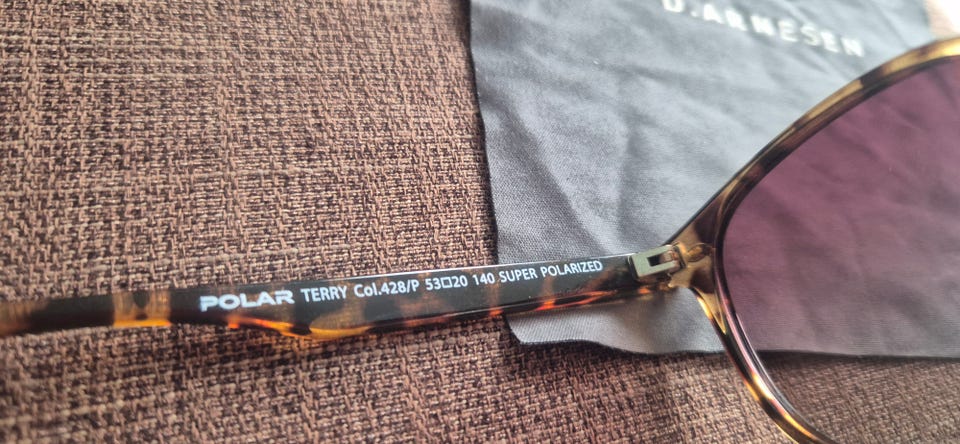 D.ARNESEN
POLAR TERRY Col.428/P 53□20 140 SUPER POLARIZED